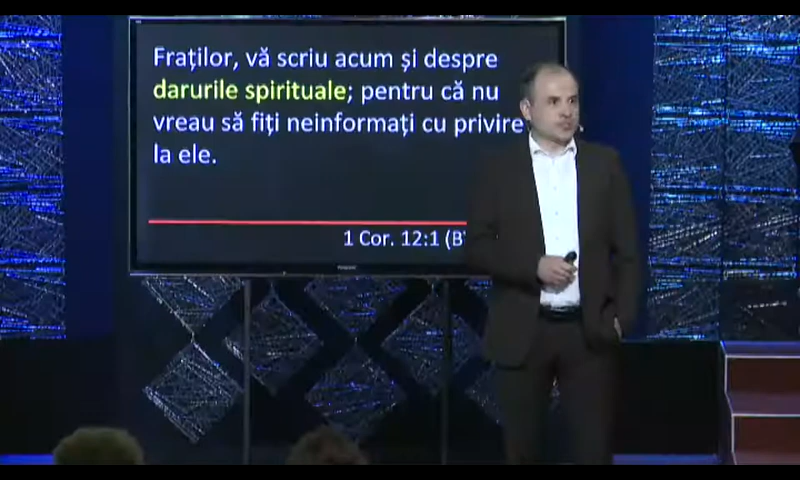 Fraților, vă scriu acum și despre
darurile spirituale; pentru că nu
vreau să fiți neinformați cu privire
la ele.
1 Cor. 12:1